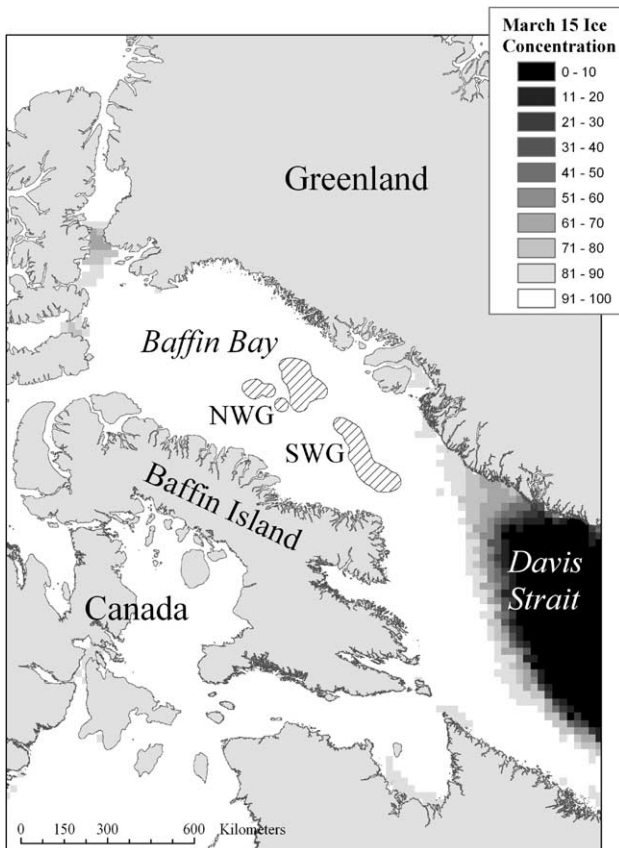 March 15 Ice
Concentration
0 - 10
11 - 20
21 - 30
31 - 40
41 - 50
51 - 60
61 - 70
71 - 80
81 - 90
91 - 100
Greenland
Baffin Bay
NWG
SWG
Baffin Island
Davis
Strait
Canada
0 150 300 600 Kilometers